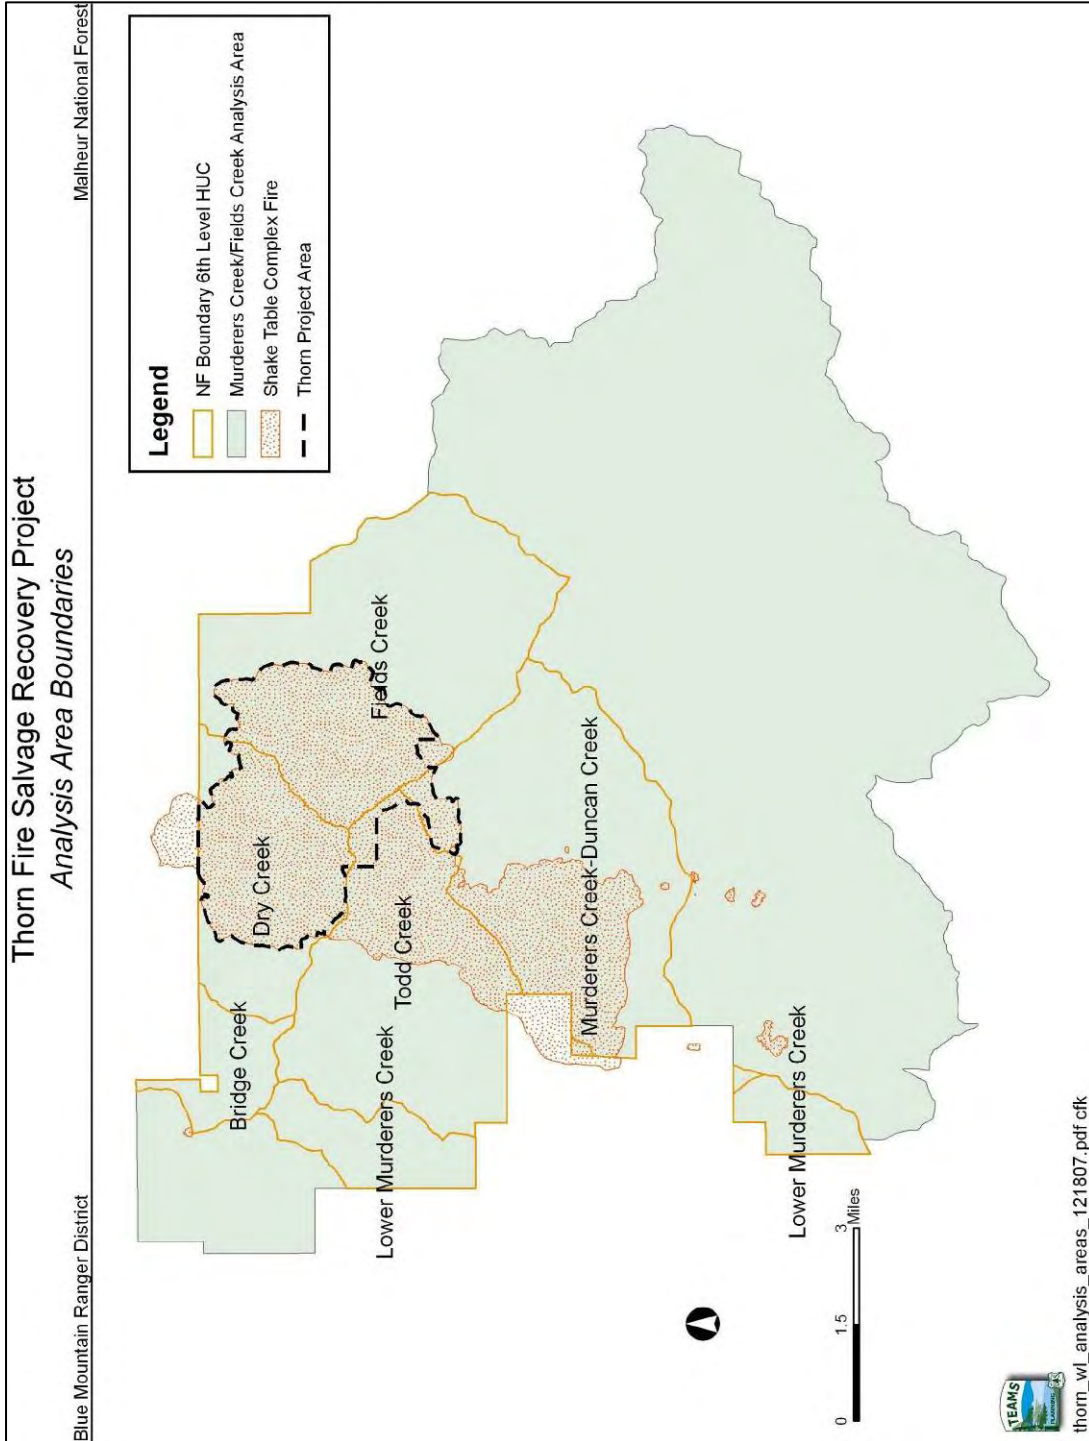 Thorn Fire Salvage Recovery Project
Analysis Area Boundaries
Blue Mountain Ranger District
Malheur National Forest
Legend
NF Boundary 6th Level HUC
Murderers Creek/Fields Creek Analysis Area
Shake Table Complex Fire
Thorn Project Area
Bridge Creek
Dry Creek
Fields Creek
Lower Murderers Creek
Todd Creek
Murderers Creek-Duncan Creek
Lower Murderers Creek
0 1.5 3
Miles
TEAMS
PLANNING
thorn_wl_analysis_areas_121807.pdf cfk